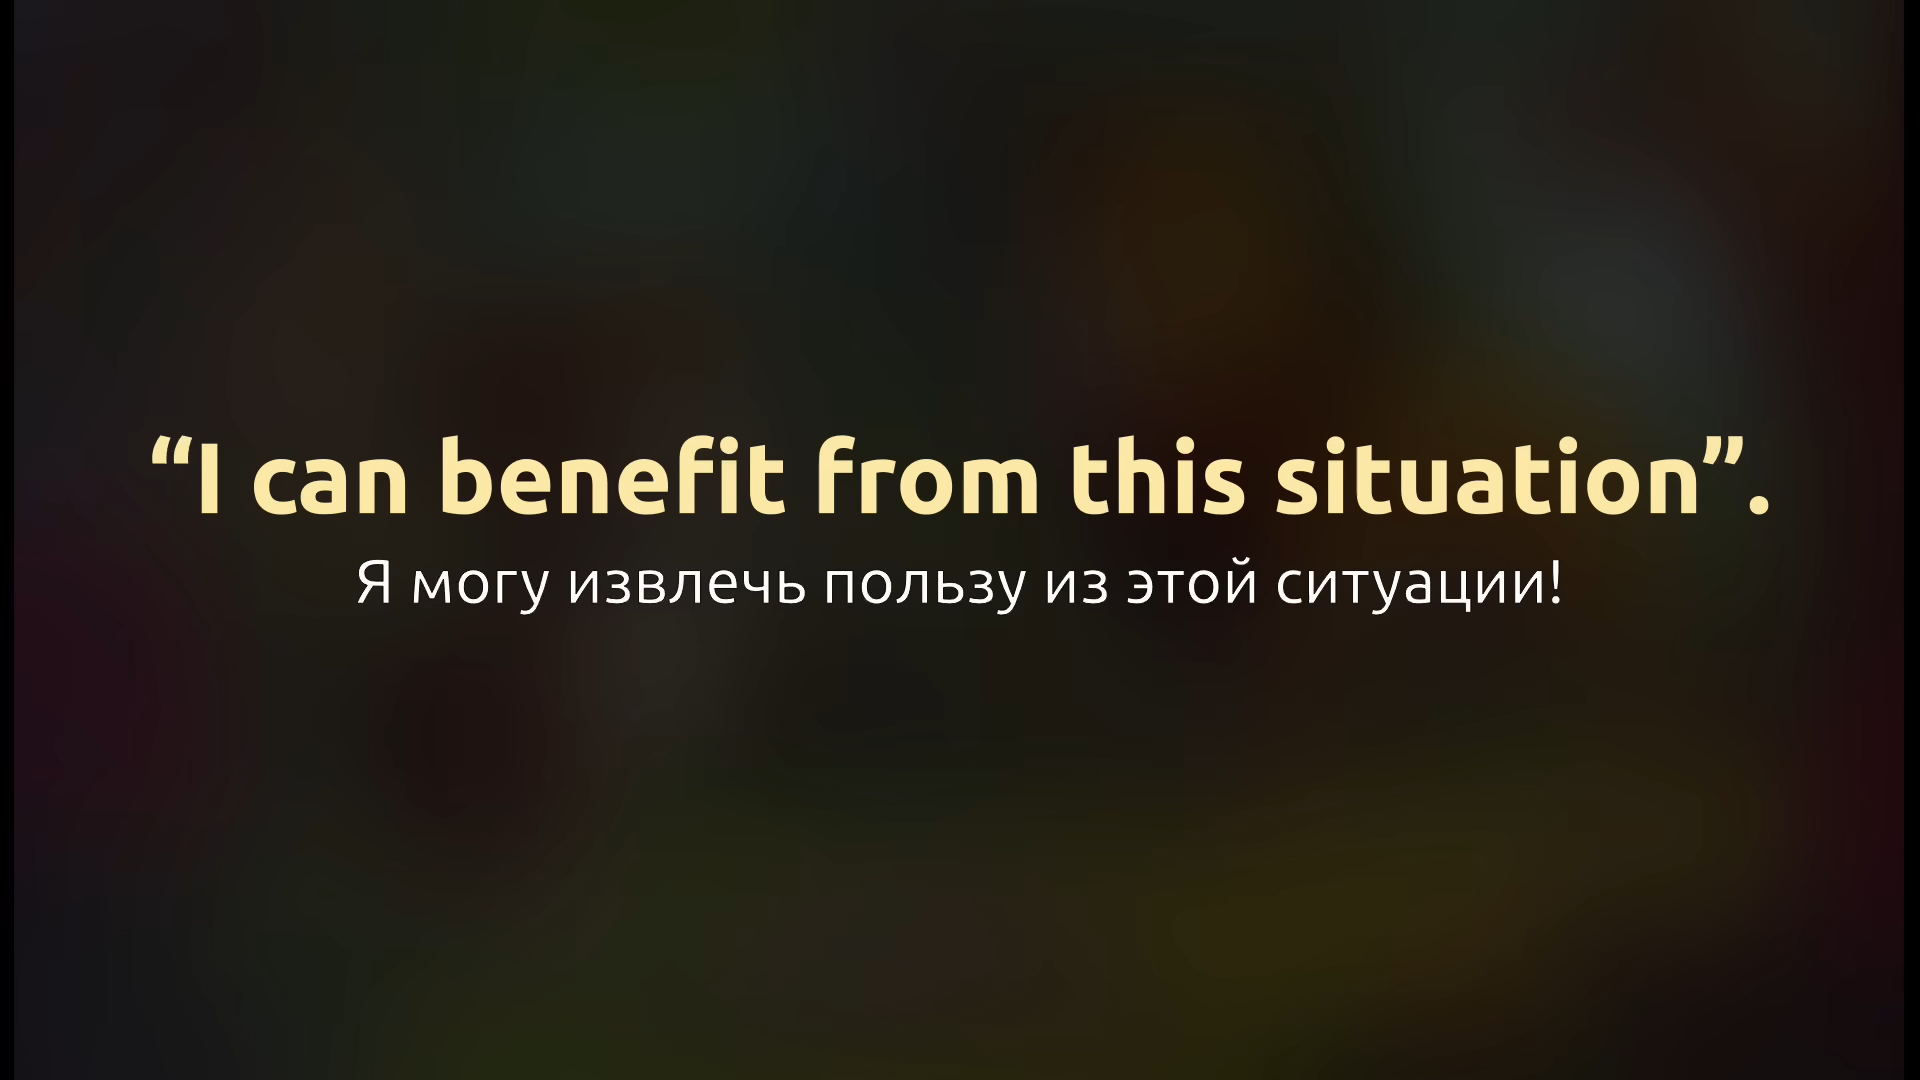 “I can benefit from this situation”.
Я могу извлечь пользу из этой ситуации!